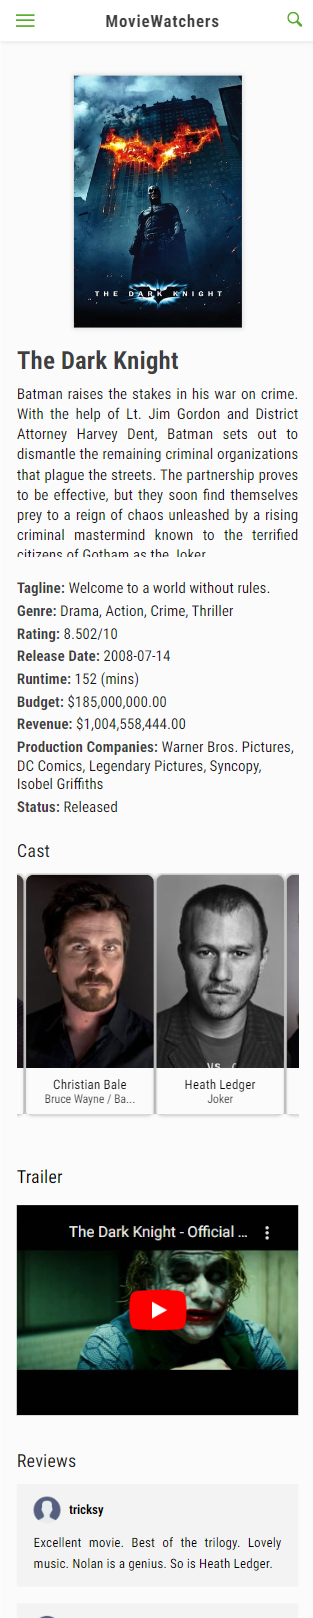 MovieWatchers
THE DARK KNIGHT
The Dark Knight
Batman raises the stakes in his war on crime.
With the help of Lt. Jim Gordon and District
Attorney Harvey Dent, Batman sets out to
dismantle the remaining criminal organizations
that plague the streets. The partnership proves
to be effective, but they soon find themselves
prey to a reign of chaos unleashed by a rising
criminal mastermind known to the terrified
citizens of Gotham as the Joker.
Tagline: Welcome to a world without rules.
Genre: Drama, Action, Crime, Thriller
Rating: 8.502/10
Release Date: 2008-07-14
Runtime: 152 (mins)
Budget: $185,000,000.00
Revenue: $1,004,558,444.00
Production Companies: Warner Bros. Pictures,
DC Comics, Legendary Pictures, Syncopy,
Isobel Griffiths
Status: Released
Cast
Christian Bale
Bruce Wayne / Ba...
Heath Ledger
Joker
Trailer
The Dark Knight - Official ...
Reviews
tricksy
Excellent movie. Best of the trilogy. Lovely
music. Nolan is a genius. So is Heath Ledger.